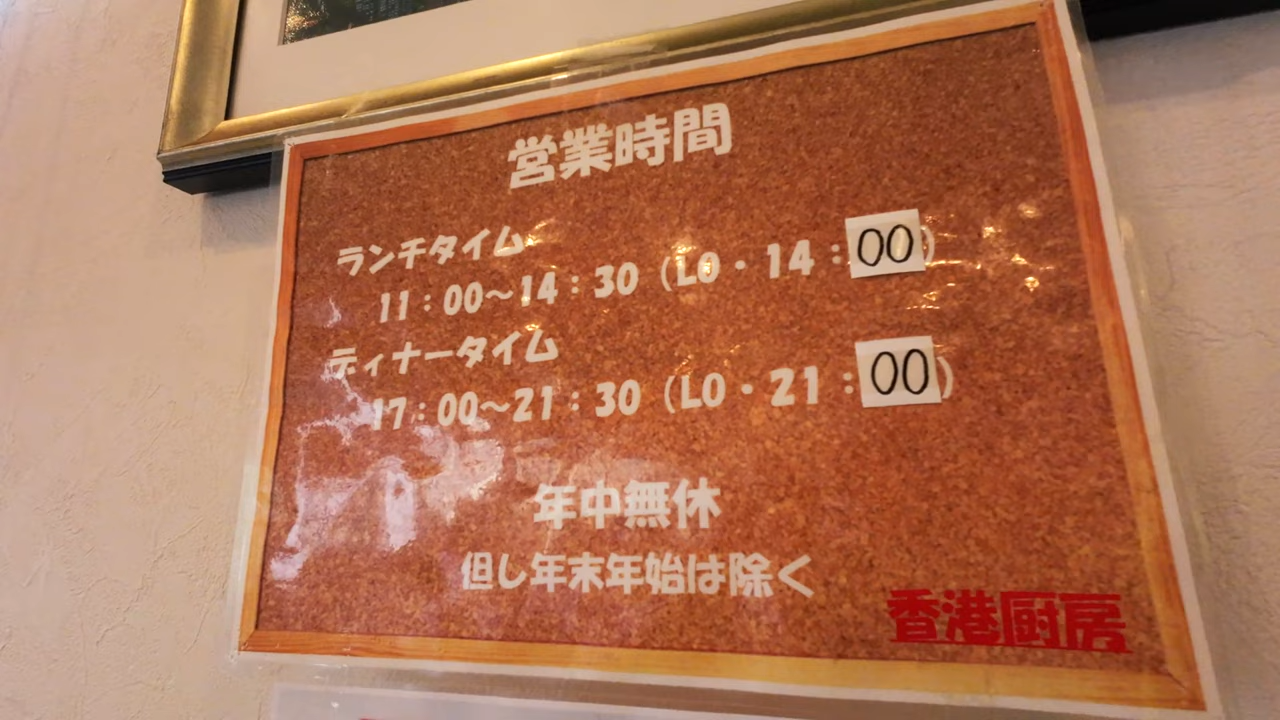 営業時間
ランチタイム
11：00～14：30（LO・14：00）
ディナータイム
17：00～21：30（LO・21：00）
年中無休
但し年末年始は除く
香港厨房